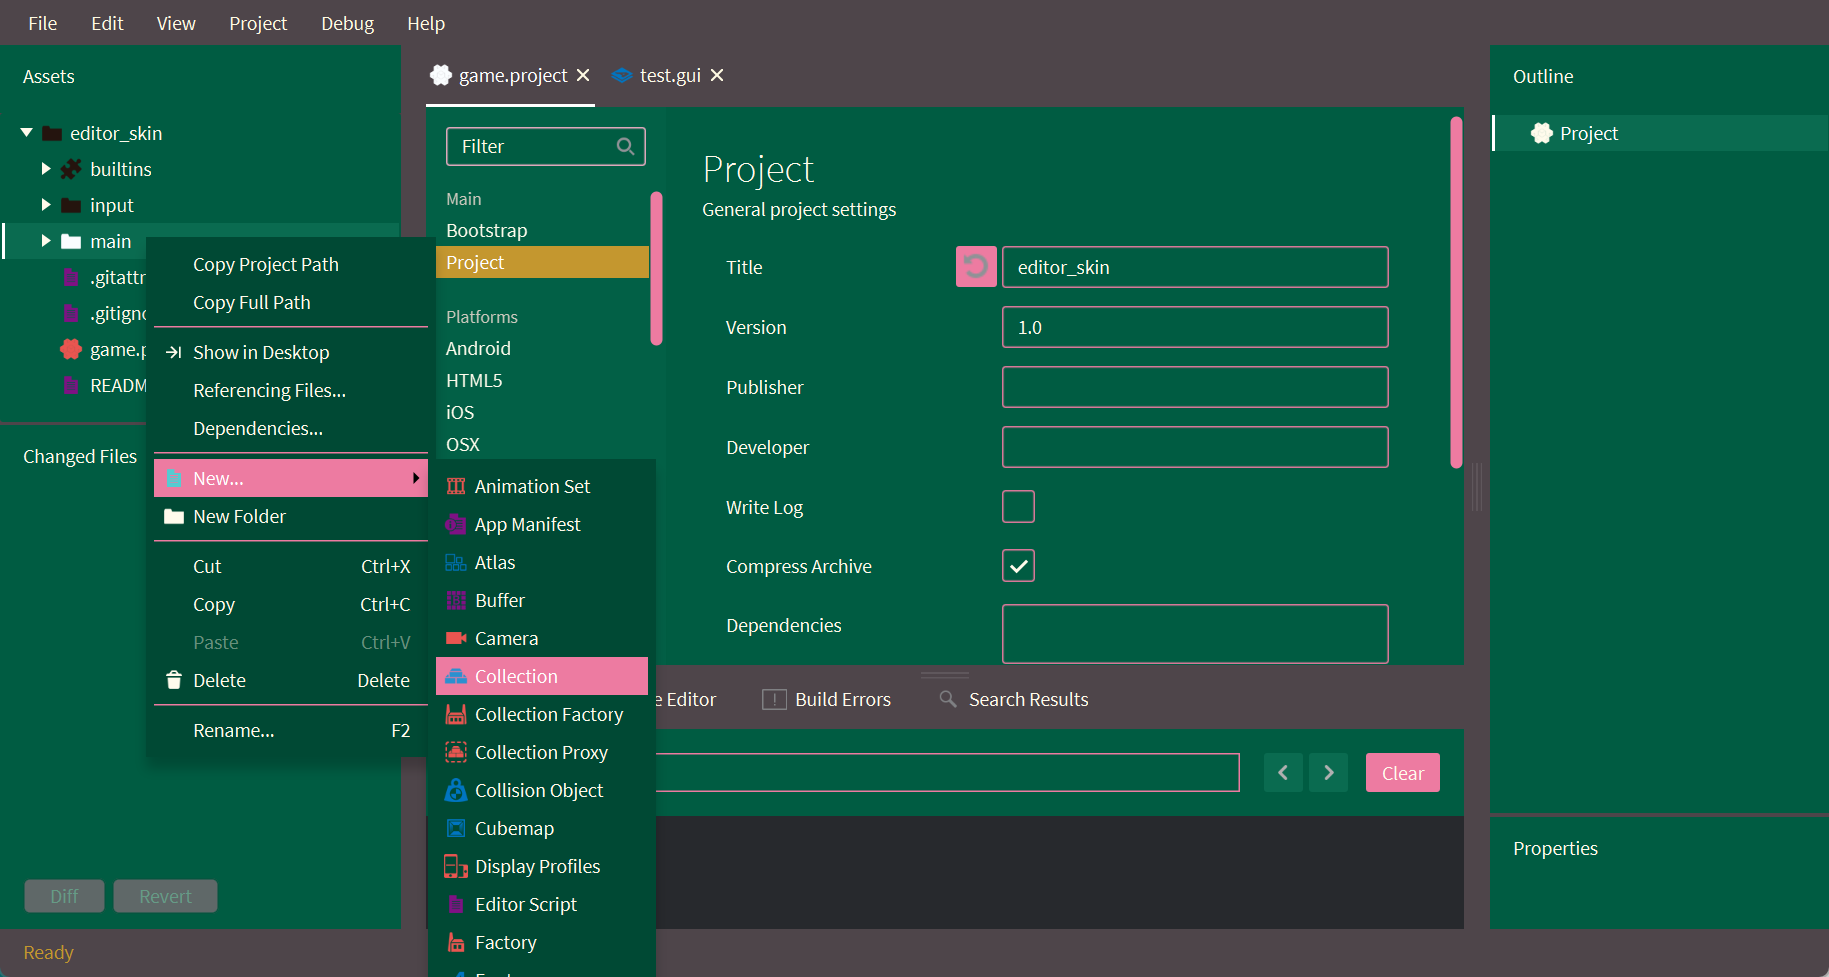 File Edit View Project Debug Help
Assets
editor_skin
builtins
input
main
.gitattr
.gitigno
game.p
READM
Changed Files
Diff Revert
Ready
Copy Project Path
Copy Full Path
Show in Desktop
Referencing Files...
Dependencies...
New...
New Folder
Cut Ctrl+X
Copy Ctrl+C
Paste Ctrl+V
Delete Delete
Rename... F2
Animation Set
App Manifest
Atlas
Buffer
Camera
Collection
Collection Factory
Collection Proxy
Collision Object
Cubemap
Display Profiles
Editor Script
Factory
game.project test.gui
Filter
Main
Bootstrap
Project
Platforms
Android
HTML5
iOS
OSX
Project
General project settings
Title editor_skin
Version 1.0
Publisher
Developer
Write Log
Compress Archive
Dependencies
e Editor Build Errors Search Results
Clear
Outline
Project
Properties